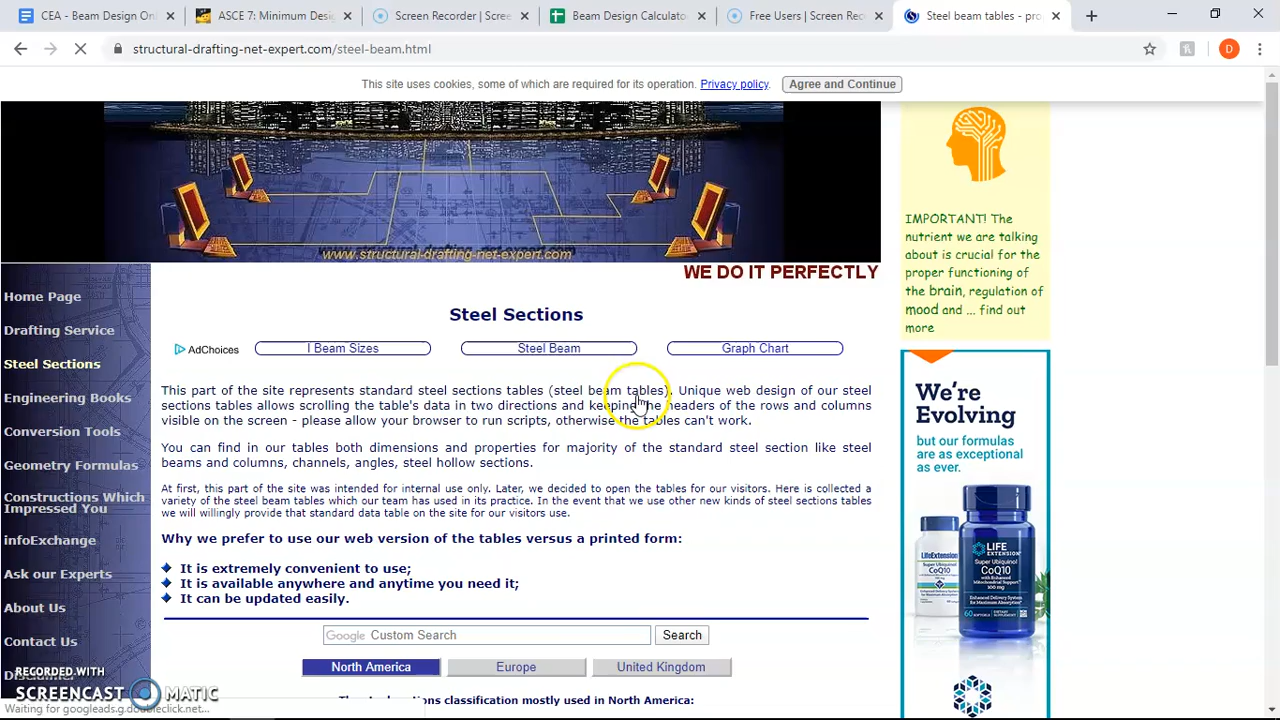 CEA - Beam Design Onl
ASCE 7: Minimum Desi
Screen Recorder | Scree
Beam Design Calculato
Free Users | Screen Rec
Steel beam tables - pro
structural-drafting-net-expert.com/steel-beam.html
D
This site uses cookies, some of which are required for its operation. Privacy policy. Agree and Continue
www.structural-drafting-net-expert.com
WE DO IT PERFECTLY
Home Page
Drafting Service
Steel Sections
Engineering Books
Conversion Tools
Geometry Formulas
Constructions Which
Impressed You
infoExchange
Ask our Experts
About Us
Contact Us
Steel Sections
AdChoices
I Beam Sizes
Steel Beam
Graph Chart
This part of the site represents standard steel sections tables (steel beam tables). Unique web design of our steel
sections tables allows scrolling the table's data in two directions and keeping the headers of the rows and columns
visible on the screen - please allow your browser to run scripts, otherwise the tables can't work.
You can find in our tables both dimensions and properties for majority of the standard steel section like steel
beams and columns, channels, angles, steel hollow sections.
At first, this part of the site was intended for internal use only. Later, we decided to open the tables for our visitors. Here is collected a
variety of the steel beam tables which our team has used in its practice. In the event that we use other new kinds of steel sections tables
we will willingly provide that standard data table on the site for our visitors use.
Why we prefer to use our web version of the tables versus a printed form:
It is extremely convenient to use;
It is available anywhere and anytime you need it;
It can be updated easily.
Google Custom Search
Search
North America
Europe
United Kingdom
sections classification mostly used in North America:
IMPORTANT! The
nutrient we are talking
about is crucial for the
proper functioning of
the brain, regulation of
mood and ... find out
more
We're
Evolving
but our formulas
are as exceptional
as ever.
LIFE
EXTENSION
Super Ubiquinol
CoQ10
with Enhanced
Mitochondrial Support
100 mg
RECORDED WITH
SCREENCAST MATIC
Waiting for googleads.g.doubleclick.net...